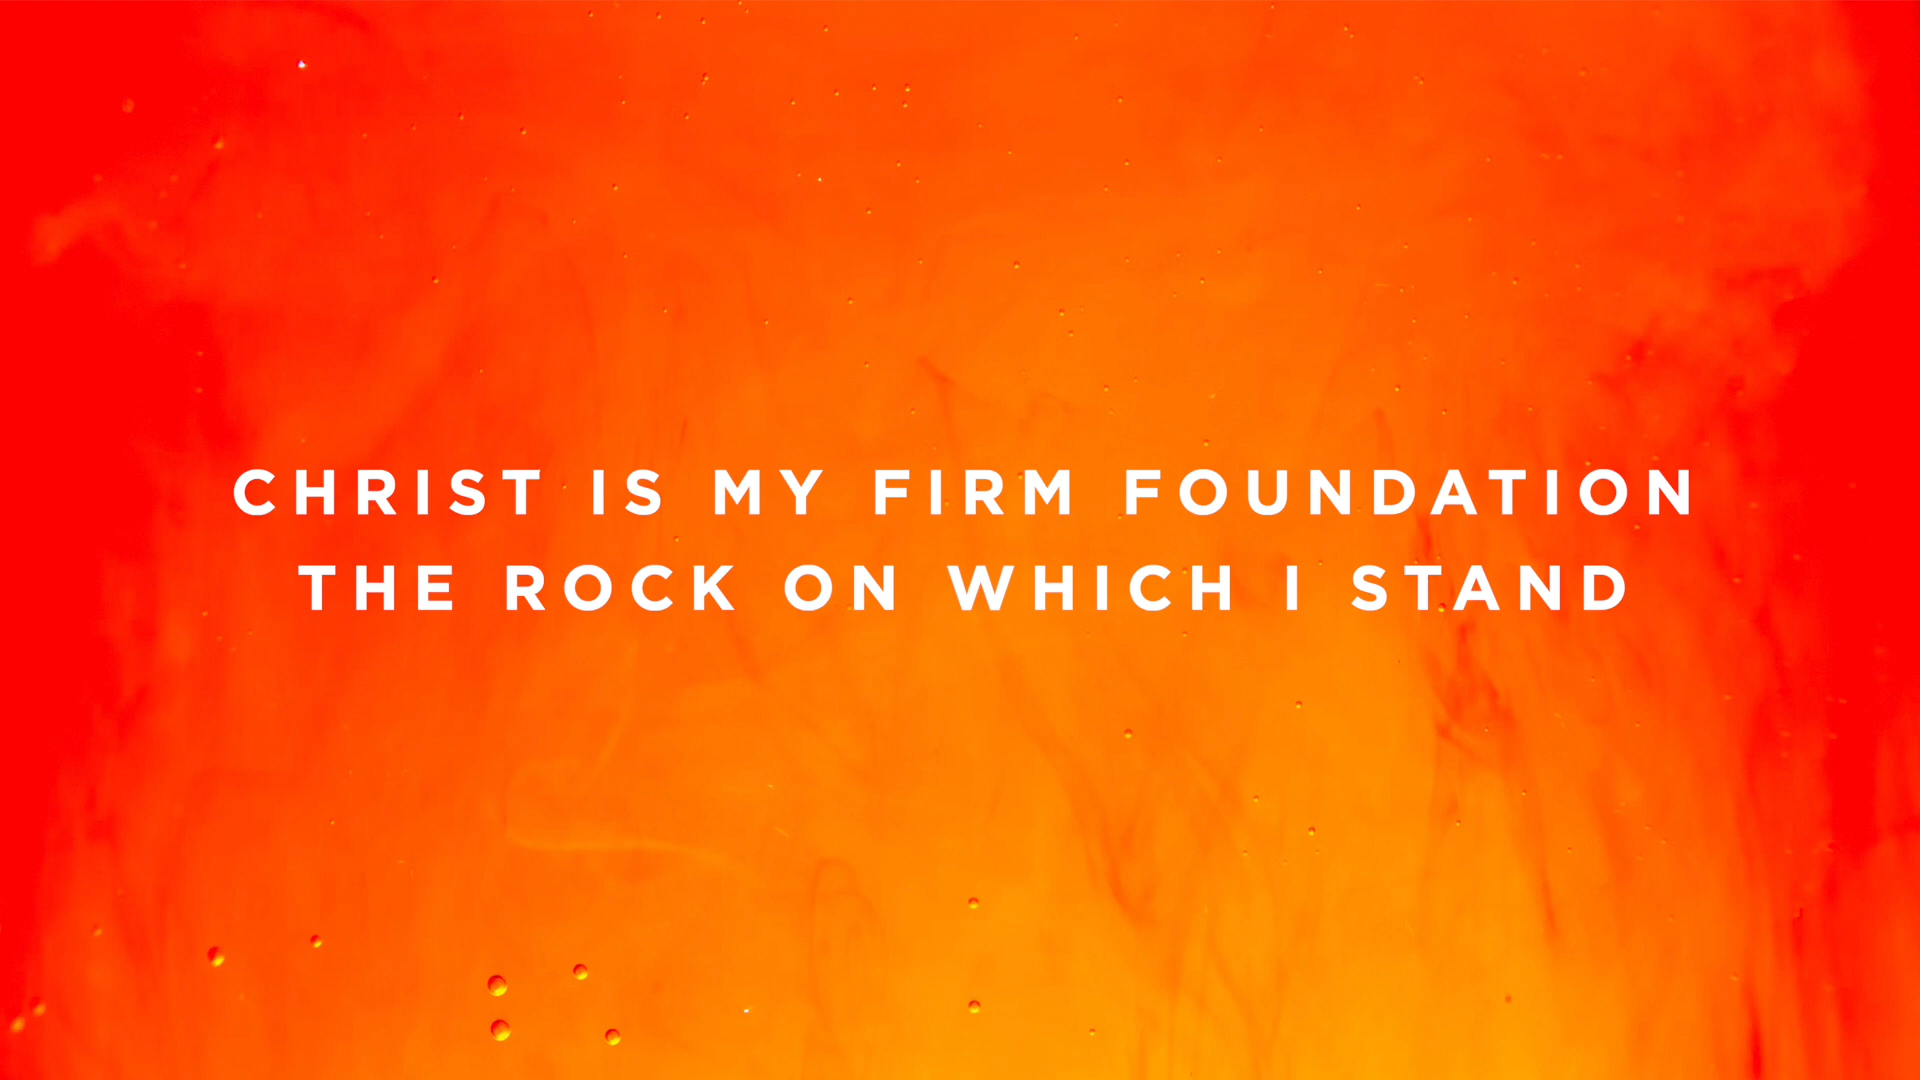 CHRIST IS MY FIRM FOUNDATION
THE ROCK ON WHICH I STAND